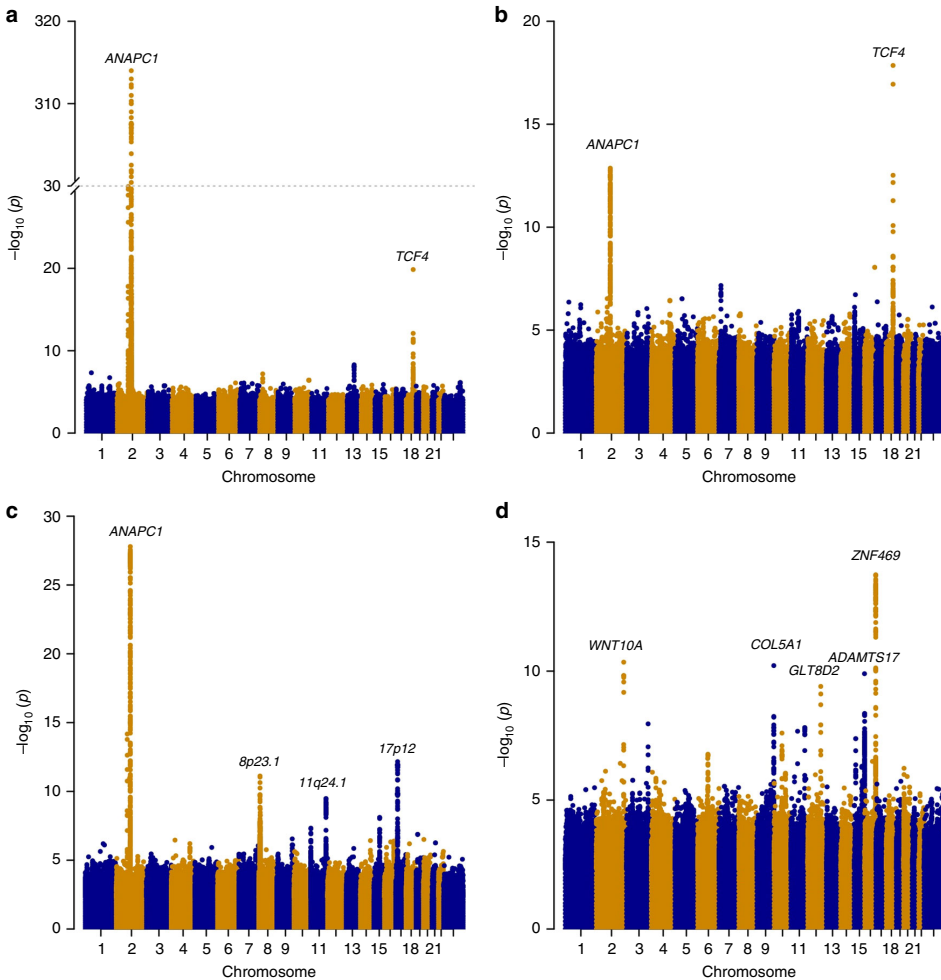 a
320
310
30
20
10
0
−log10 (p)
ANAPC1
TCF4
1 2 3 4 5 6 7 8 9 11 13 15 18 21
Chromosome
b
20
15
10
5
0
−log10 (p)
ANAPC1
TCF4
1 2 3 4 5 6 7 8 9 11 13 15 18 21
Chromosome
c
30
25
20
15
10
5
0
−log10 (p)
ANAPC1
8p23.1
11q24.1
17p12
1 2 3 4 5 6 7 8 9 11 13 15 18 21
Chromosome
d
15
10
5
0
−log10 (p)
ZNF469
WNT10A
COL5A1
ADAMTS17
GLT8D2
1 2 3 4 5 6 7 8 9 11 13 15 18 21
Chromosome